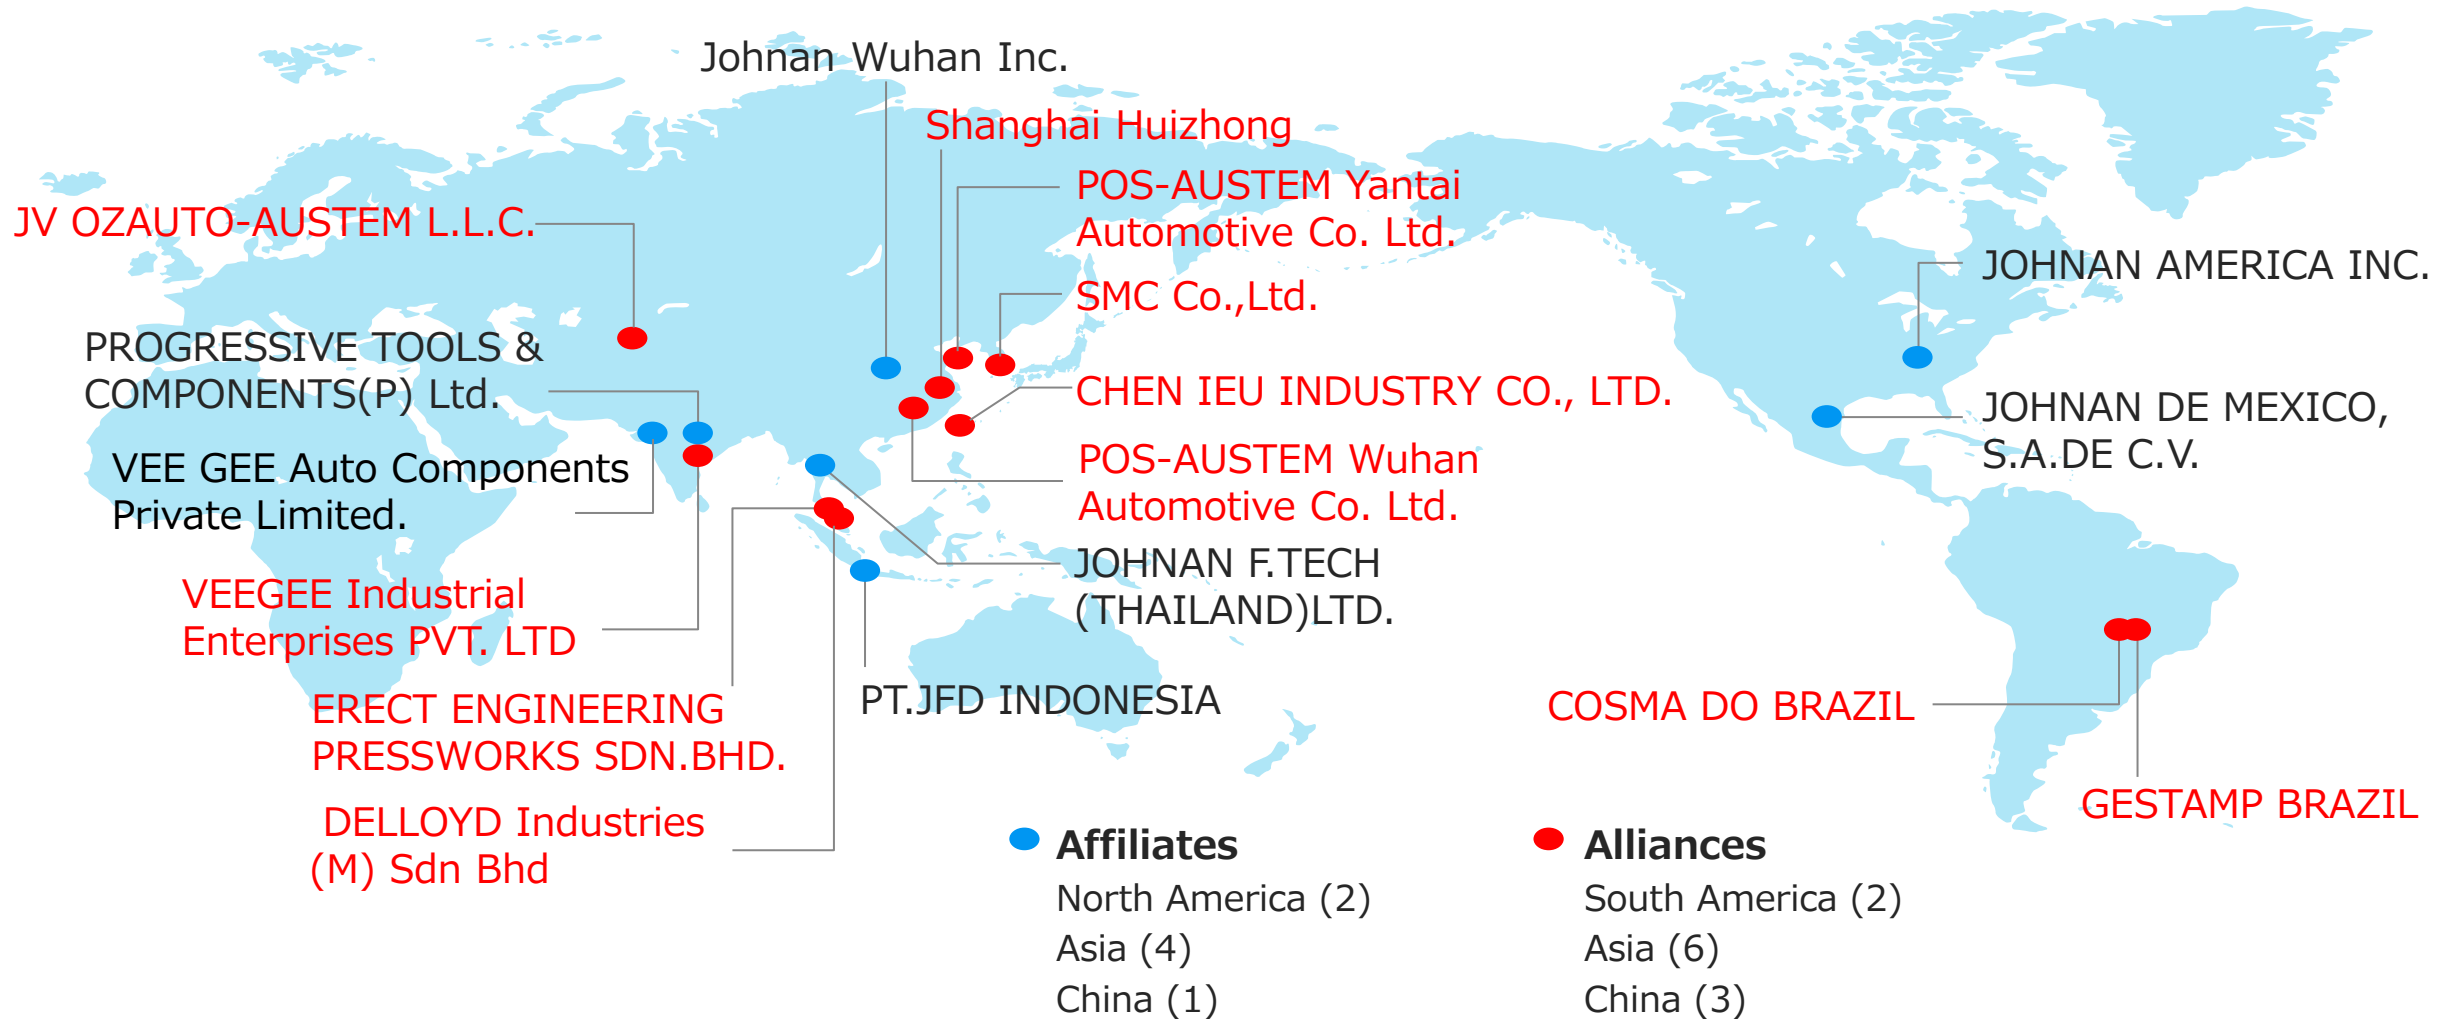 Johnan Wuhan Inc.
Shanghai Huizhong
POS-AUSTEM Yantai
Automotive Co. Ltd.
JV OZAUTO-AUSTEM L.L.C.
SMC Co.,Ltd.
JOHNAN AMERICA INC.
PROGRESSIVE TOOLS &
COMPONENTS(P) Ltd.
CHEN IEU INDUSTRY CO., LTD.
JOHNAN DE MEXICO,
S.A.DE C.V.
VEE GEE Auto Components
Private Limited.
POS-AUSTEM Wuhan
Automotive Co. Ltd.
JOHNAN F.TECH
(THAILAND)LTD.
VEEGEE Industrial
Enterprises PVT. LTD
PT.JFD INDONESIA
ERECT ENGINEERING
PRESSWORKS SDN.BHD.
COSMA DO BRAZIL
GESTAMP BRAZIL
DELLOYD Industries
(M) Sdn Bhd
Affiliates
North America (2)
Asia (4)
China (1)
Alliances
South America (2)
Asia (6)
China (3)